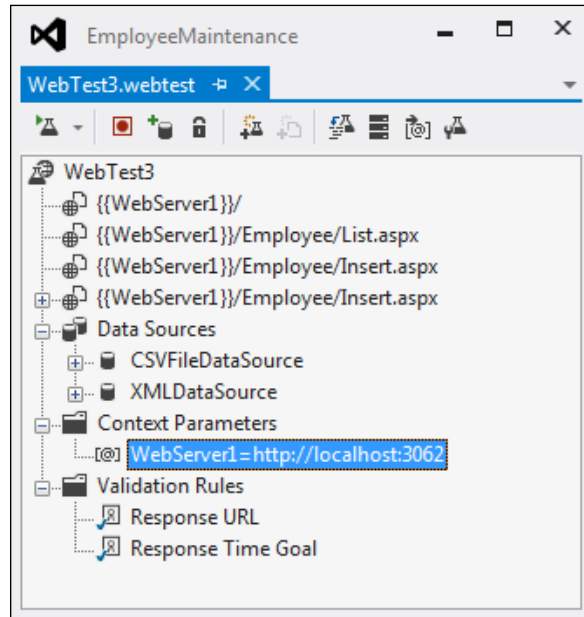 EmployeeMaintenance
WebTest3.webtest
WebTest3
{{WebServer1}}/
{{WebServer1}}/Employee/List.aspx
{{WebServer1}}/Employee/Insert.aspx
{{WebServer1}}/Employee/Insert.aspx
Data Sources
CSVFileDataSource
XMLDataSource
Context Parameters
[@] WebServer1=http://localhost:3062
Validation Rules
Response URL
Response Time Goal